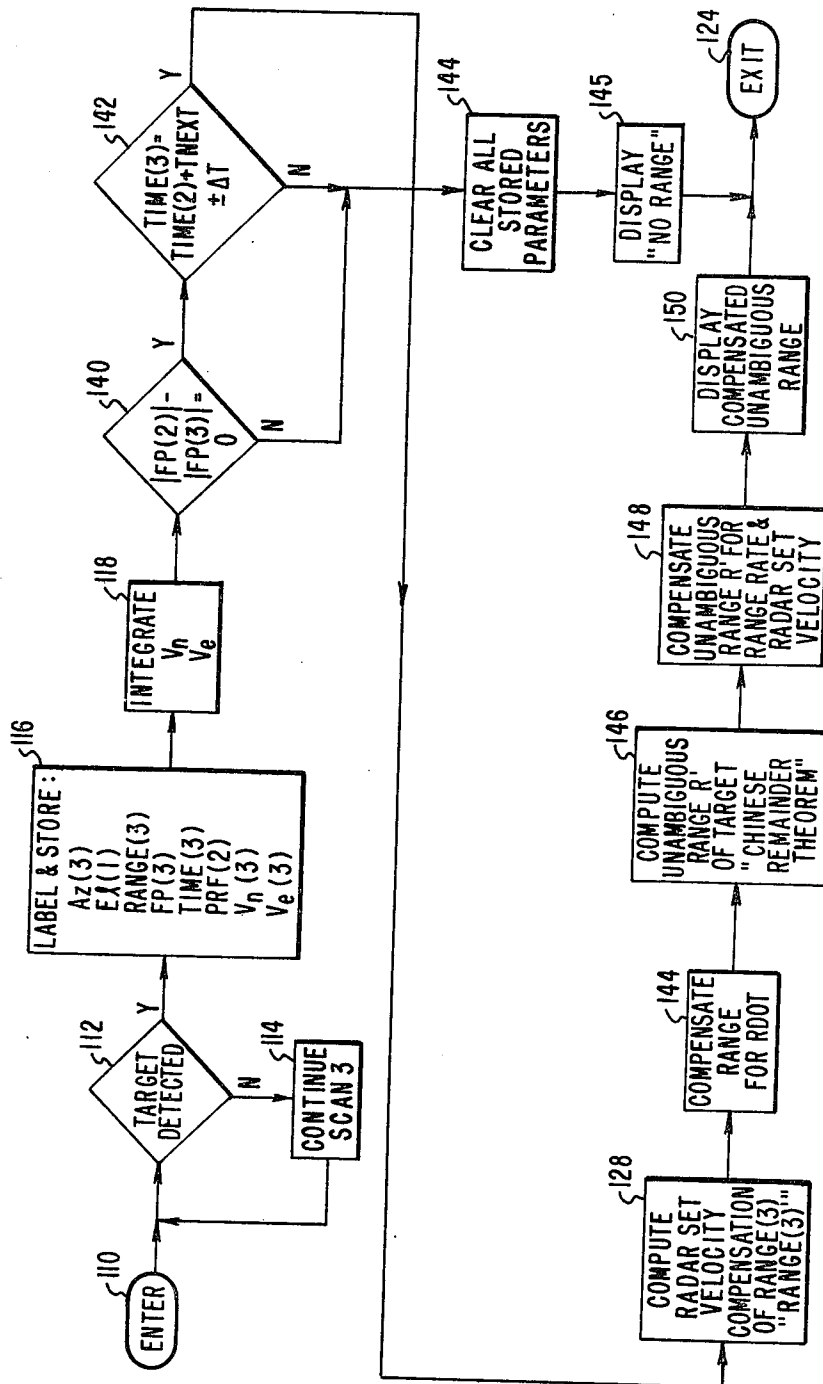 110
ENTER
112
TARGET
DETECTED
Y
N
114
CONTINUE
SCAN 3
116
LABEL & STORE:
Az(3)
Eℓ(1)
RANGE(3)
FP(3)
TIME(3)
PRF(2)
Vn(3)
Ve(3)
118
INTEGRATE
Vn
Ve
140
|FP(2)|-
|FP(3)|=
0
Y
N
142
TIME(3)=
TIME(2)+TNEXT
±ΔT
Y
N
144
CLEAR ALL
STORED
PARAMETERS
145
DISPLAY
"NO RANGE"
128
COMPUTE
RADAR SET
VELOCITY
COMPENSATION
OF RANGE(3)
"RANGE(3)'"
144
COMPENSATE
RANGE
FOR RDOT
146
COMPUTE
UNAMBIGUOUS
RANGE R'
OF TARGET
"CHINESE
REMAINDER
THEOREM"
148
COMPENSATE
UNAMBIGUOUS
RANGE R' FOR
RANGE RATE &
RADAR SET
VELOCITY
150
DISPLAY
COMPENSATED
UNAMBIGUOUS
RANGE
124
EXIT